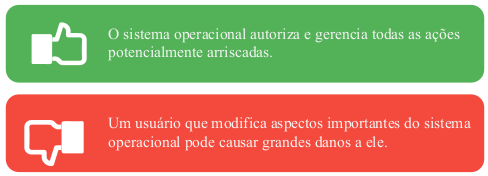 O sistema operacional autoriza e gerencia todas as ações
potencialmente arriscadas.
Um usuário que modifica aspectos importantes do sistema
operacional pode causar grandes danos a ele.